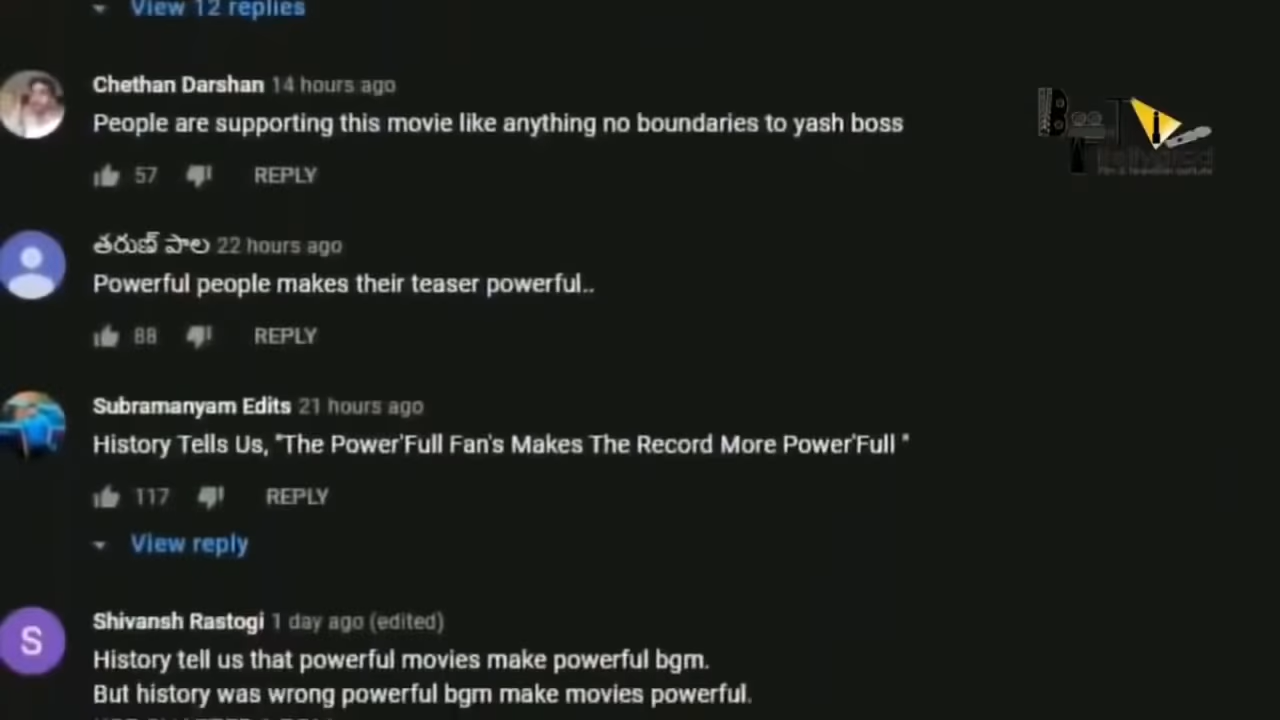 View 12 replies
Chethan Darshan 14 hours ago
People are supporting this movie like anything no boundaries to yash boss
57 REPLY
తరుణ్ పాల 22 hours ago
Powerful people makes their teaser powerful..
88 REPLY
Subramanyam Edits 21 hours ago
History Tells Us, "The Power'Full Fan's Makes The Record More Power'Full "
117 REPLY
View reply
S
Shivansh Rastogi 1 day ago (edited)
History tell us that powerful movies make powerful bgm.
But history was wrong powerful bgm make movies powerful.